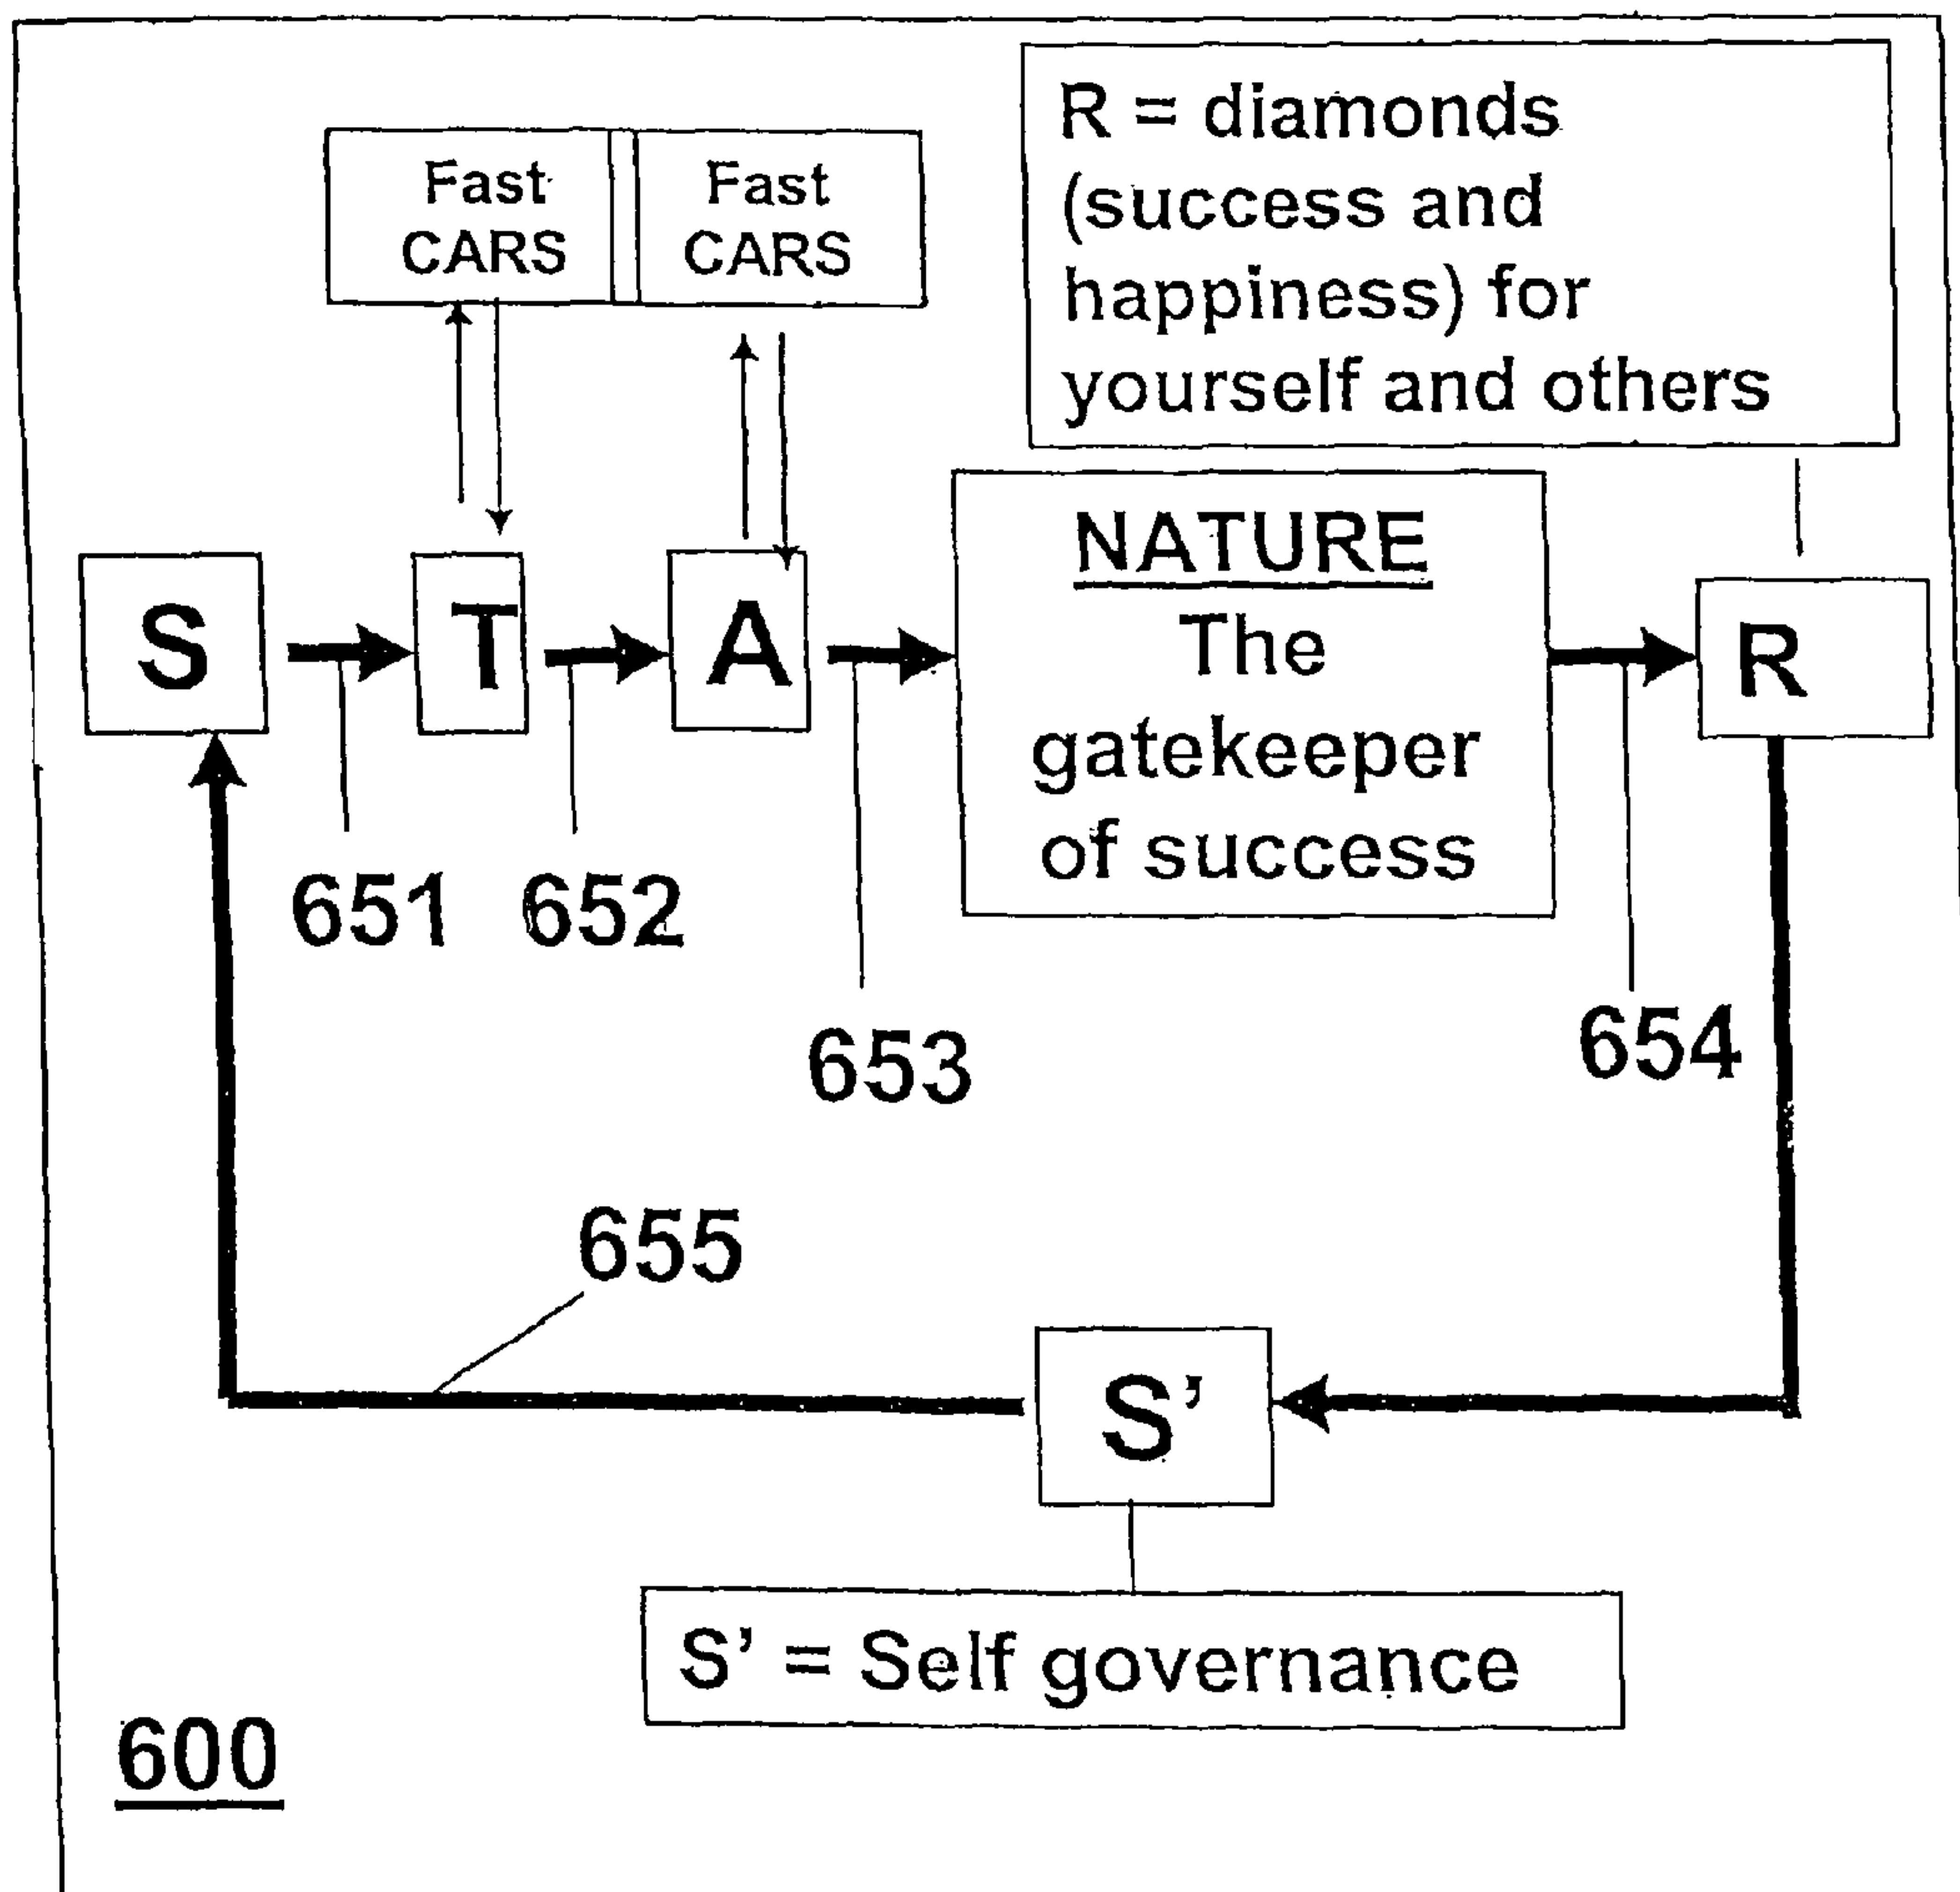 R = diamonds
(success and
happiness) for
yourself and others
Fast
CARS
Fast
CARS
S
T
A
NATURE
The
gatekeeper
of success
R
651
652
653
654
655
S'
S' = Self governance
600